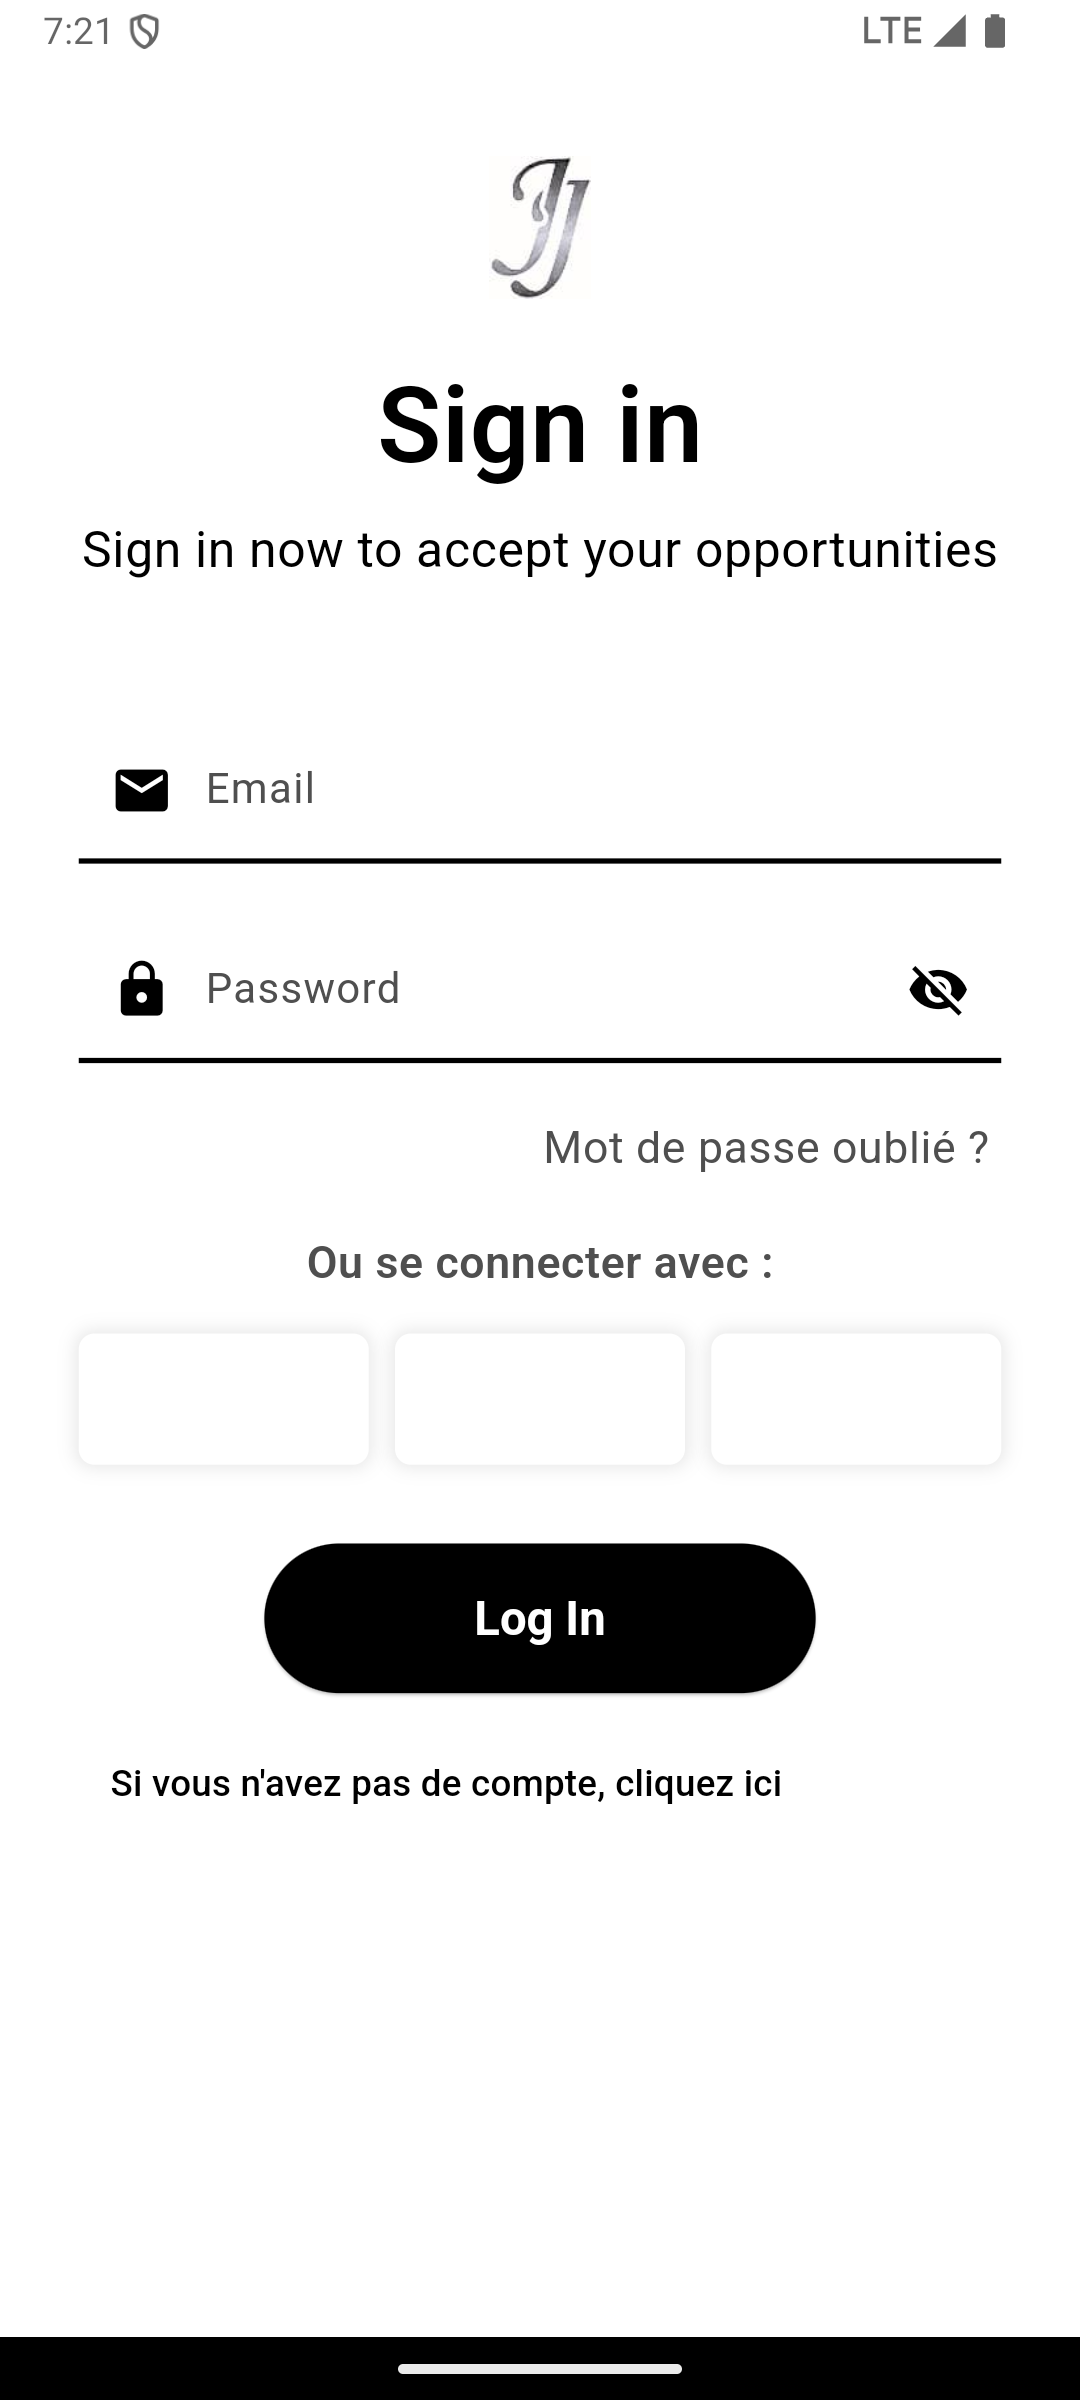 7:21
LTE
JJ
Sign in
Sign in now to accept your opportunities
Email
Password
Mot de passe oublié ?
Ou se connecter avec :
Log In
Si vous n'avez pas de compte, cliquez ici